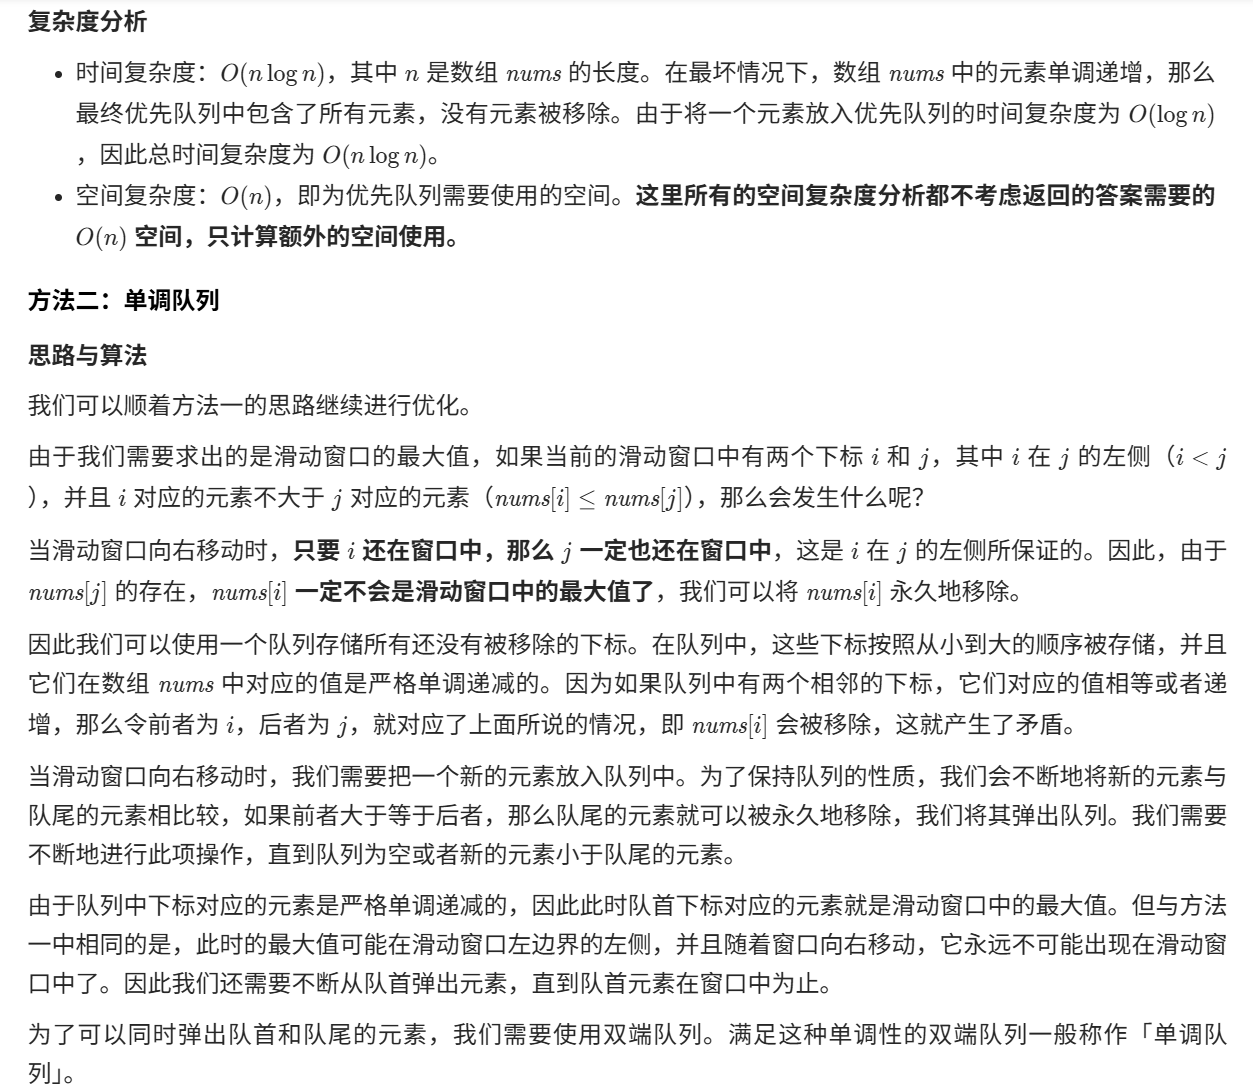 复杂度分析
• 时间复杂度：O(n log n)，其中 n 是数组 nums 的长度。在最坏情况下，数组 nums 中的元素单调递增，那么
最终优先队列中包含了所有元素，没有元素被移除。由于将一个元素放入优先队列的时间复杂度为 O(log n)
，因此总时间复杂度为 O(n log n)。
• 空间复杂度：O(n)，即为优先队列需要使用的空间。这里所有的空间复杂度分析都不考虑返回的答案需要的
O(n) 空间，只计算额外的空间使用。
方法二：单调队列
思路与算法
我们可以顺着方法一的思路继续进行优化。
由于我们需要求出的是滑动窗口的最大值，如果当前的滑动窗口中有两个下标 i 和 j，其中 i 在 j 的左侧（i < j
），并且 i 对应的元素不大于 j 对应的元素（nums[i] ≤ nums[j]），那么会发生什么呢？
当滑动窗口向右移动时，只要 i 还在窗口中，那么 j 一定也还在窗口中，这是 i 在 j 的左侧所保证的。因此，由于
nums[j] 的存在，nums[i] 一定不会是滑动窗口中的最大值了，我们可以将 nums[i] 永久地移除。
因此我们可以使用一个队列存储所有还没有被移除的下标。在队列中，这些下标按照从小到大的顺序被存储，并且
它们在数组 nums 中对应的值是严格单调递减的。因为如果队列中有两个相邻的下标，它们对应的值相等或者递
增，那么令前者为 i，后者为 j，就对应了上面所说的情况，即 nums[i] 会被移除，这就产生了矛盾。
当滑动窗口向右移动时，我们需要把一个新的元素放入队列中。为了保持队列的性质，我们会不断地将新的元素与
队尾的元素相比较，如果前者大于等于后者，那么队尾的元素就可以被永久地移除，我们将其弹出队列。我们需要
不断地进行此项操作，直到队列为空或者新的元素小于队尾的元素。
由于队列中下标对应的元素是严格单调递减的，因此此时队首下标对应的元素就是滑动窗口中的最大值。但与方法
一中相同的是，此时的最大值可能在滑动窗口左边界的左侧，并且随着窗口向右移动，它永远不可能出现在滑动窗
口中了。因此我们还需要不断从队首弹出元素，直到队首元素在窗口中为止。
为了可以同时弹出队首和队尾的元素，我们需要使用双端队列。满足这种单调性的双端队列一般称作「单调队
列」。